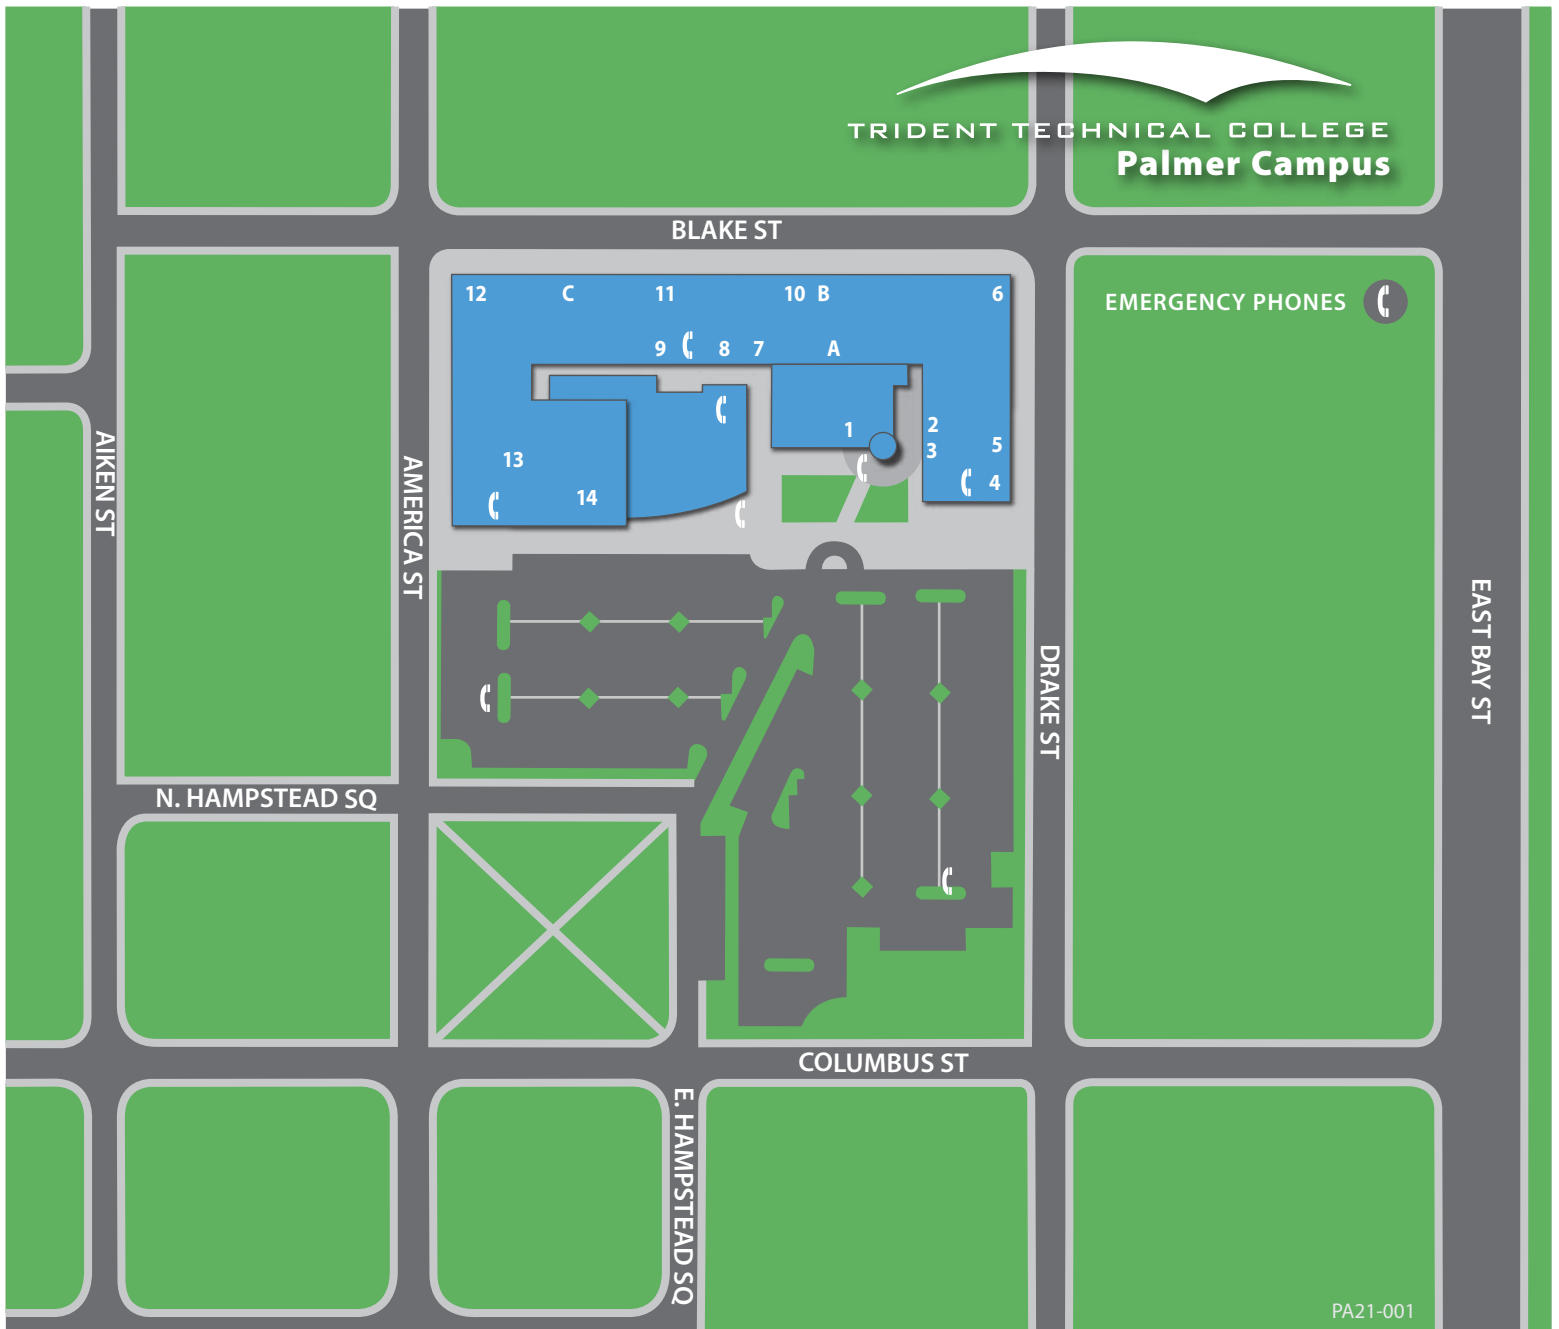 TRIDENT TECHNICAL COLLEGE
Palmer Campus
BLAKE ST
12 C 11 10 B 6
EMERGENCY PHONES
9 8 7 A
1 2
3 5
13
4
14
AIKEN ST
AMERICA ST
DRAKE ST
EAST BAY ST
N. HAMPSTEAD SQ
COLUMBUS ST
E. HAMPSTEAD SQ
PA21-001